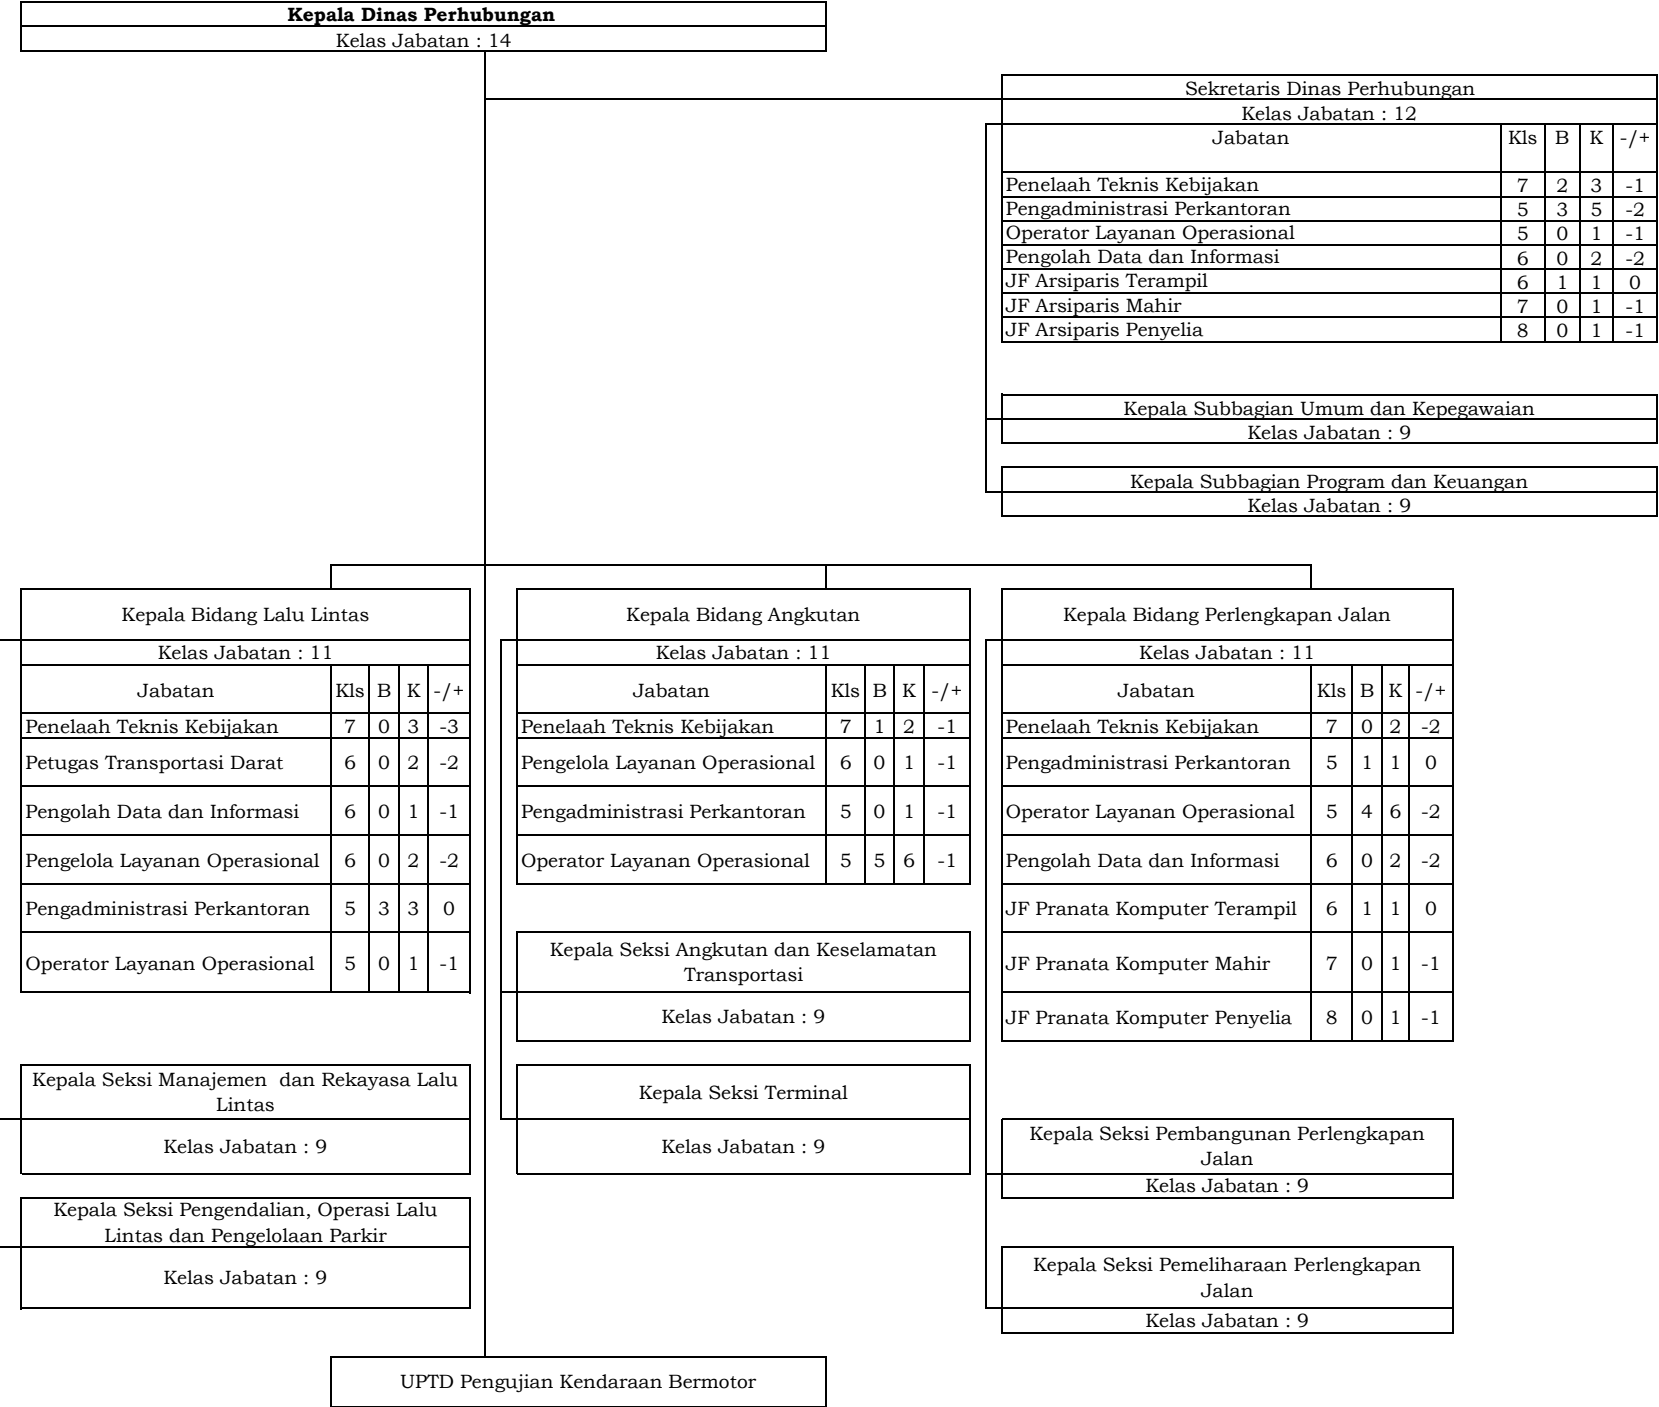 Kepala Dinas Perhubungan
Kelas Jabatan : 14
Sekretaris Dinas Perhubungan
Kelas Jabatan : 12
Jabatan Kls B K -/+
Penelaah Teknis Kebijakan 7 2 3 -1
Pengadministrasi Perkantoran 5 3 5 -2
Operator Layanan Operasional 5 0 1 -1
Pengolah Data dan Informasi 6 0 2 -2
JF Arsiparis Terampil 6 1 1 0
JF Arsiparis Mahir 7 0 1 -1
JF Arsiparis Penyelia 8 0 1 -1
Kepala Subbagian Umum dan Kepegawaian
Kelas Jabatan : 9
Kepala Subbagian Program dan Keuangan
Kelas Jabatan : 9
Kepala Bidang Lalu Lintas
Kelas Jabatan : 11
Jabatan Kls B K -/+
Penelaah Teknis Kebijakan 7 0 3 -3
Petugas Transportasi Darat 6 0 2 -2
Pengolah Data dan Informasi 6 0 1 -1
Pengelola Layanan Operasional 6 0 2 -2
Pengadministrasi Perkantoran 5 3 3 0
Operator Layanan Operasional 5 0 1 -1
Kepala Seksi Manajemen dan Rekayasa Lalu
Lintas
Kelas Jabatan : 9
Kepala Seksi Pengendalian, Operasi Lalu
Lintas dan Pengelolaan Parkir
Kelas Jabatan : 9
Kepala Bidang Angkutan
Kelas Jabatan : 11
Jabatan Kls B K -/+
Penelaah Teknis Kebijakan 7 1 2 -1
Pengelola Layanan Operasional 6 0 1 -1
Pengadministrasi Perkantoran 5 0 1 -1
Operator Layanan Operasional 5 5 6 -1
Kepala Seksi Angkutan dan Keselamatan
Transportasi
Kelas Jabatan : 9
Kepala Seksi Terminal
Kelas Jabatan : 9
Kepala Bidang Perlengkapan Jalan
Kelas Jabatan : 11
Jabatan Kls B K -/+
Penelaah Teknis Kebijakan 7 0 2 -2
Pengadministrasi Perkantoran 5 1 1 0
Operator Layanan Operasional 5 4 6 -2
Pengolah Data dan Informasi 6 0 2 -2
JF Pranata Komputer Terampil 6 1 1 0
JF Pranata Komputer Mahir 7 0 1 -1
JF Pranata Komputer Penyelia 8 0 1 -1
Kepala Seksi Pembangunan Perlengkapan
Jalan
Kelas Jabatan : 9
Kepala Seksi Pemeliharaan Perlengkapan
Jalan
Kelas Jabatan : 9
UPTD Pengujian Kendaraan Bermotor